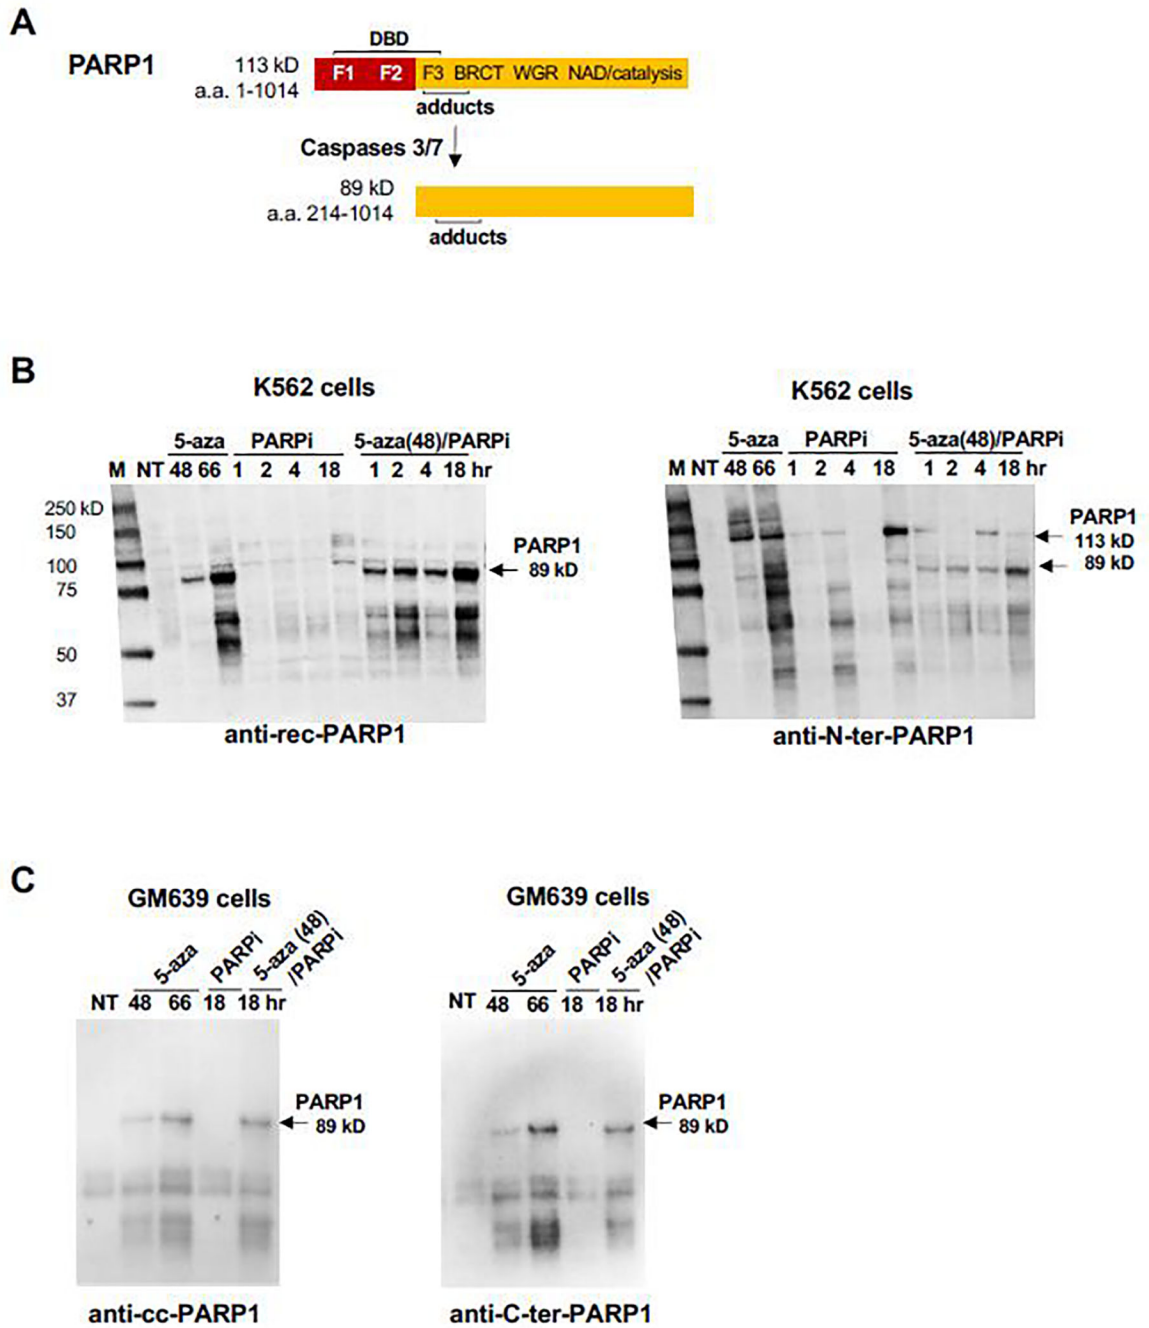 A
PARP1
DBD
113 kD
a.a. 1-1014
F1 F2 F3 BRCT WGR NAD/catalysis
adducts
Caspases 3/7
89 kD
a.a. 214-1014
adducts
B
K562 cells
5-aza PARPi 5-aza(48)/PARPi
M NT 48 66 1 2 4 18 1 2 4 18 hr
250 kD
150
100
75
50
37
PARP1
89 kD
anti-rec-PARP1
K562 cells
5-aza PARPi 5-aza(48)/PARPi
M NT 48 66 1 2 4 18 1 2 4 18 hr
PARP1
113 kD
89 kD
anti-N-ter-PARP1
C
GM639 cells
5-aza PARPi 5-aza (48)
/PARPi
NT 48 66 18 18 hr
PARP1
89 kD
anti-cc-PARP1
GM639 cells
5-aza PARPi 5-aza (48)
/PARPi
NT 48 66 18 18 hr
PARP1
89 kD
anti-C-ter-PARP1